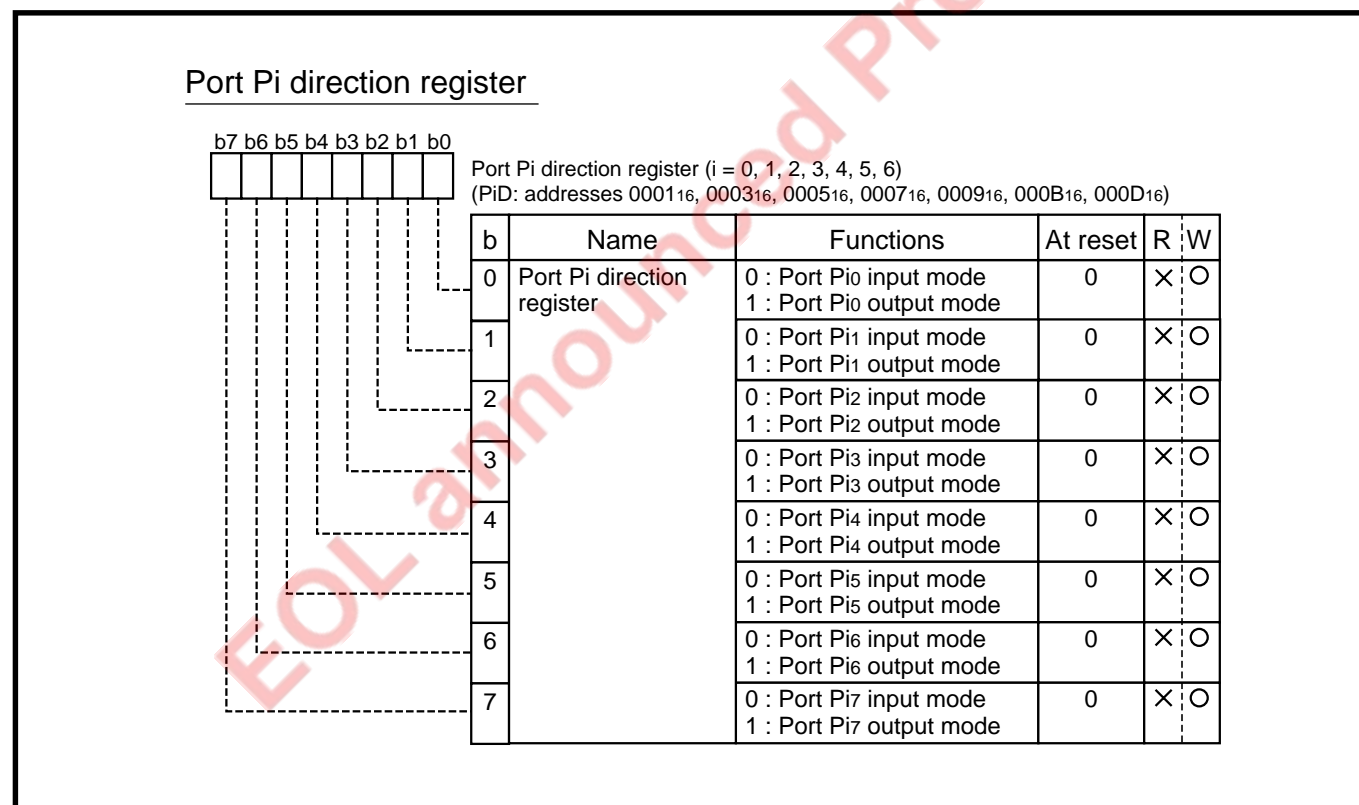 Port Pi direction register
b7 b6 b5 b4 b3 b2 b1 b0
Port Pi direction register (i = 0, 1, 2, 3, 4, 5, 6)
(PiD: addresses 000116, 000316, 000516, 000716, 000916, 000B16, 000D16)
b Name Functions At reset R W
0 Port Pi direction register 0 : Port Pi0 input mode 0 × ○
1 : Port Pi0 output mode
1 0 : Port Pi1 input mode 0 × ○
1 : Port Pi1 output mode
2 0 : Port Pi2 input mode 0 × ○
1 : Port Pi2 output mode
3 0 : Port Pi3 input mode 0 × ○
1 : Port Pi3 output mode
4 0 : Port Pi4 input mode 0 × ○
1 : Port Pi4 output mode
5 0 : Port Pi5 input mode 0 × ○
1 : Port Pi5 output mode
6 0 : Port Pi6 input mode 0 × ○
1 : Port Pi6 output mode
7 0 : Port Pi7 input mode 0 × ○
1 : Port Pi7 output mode
EOL announced